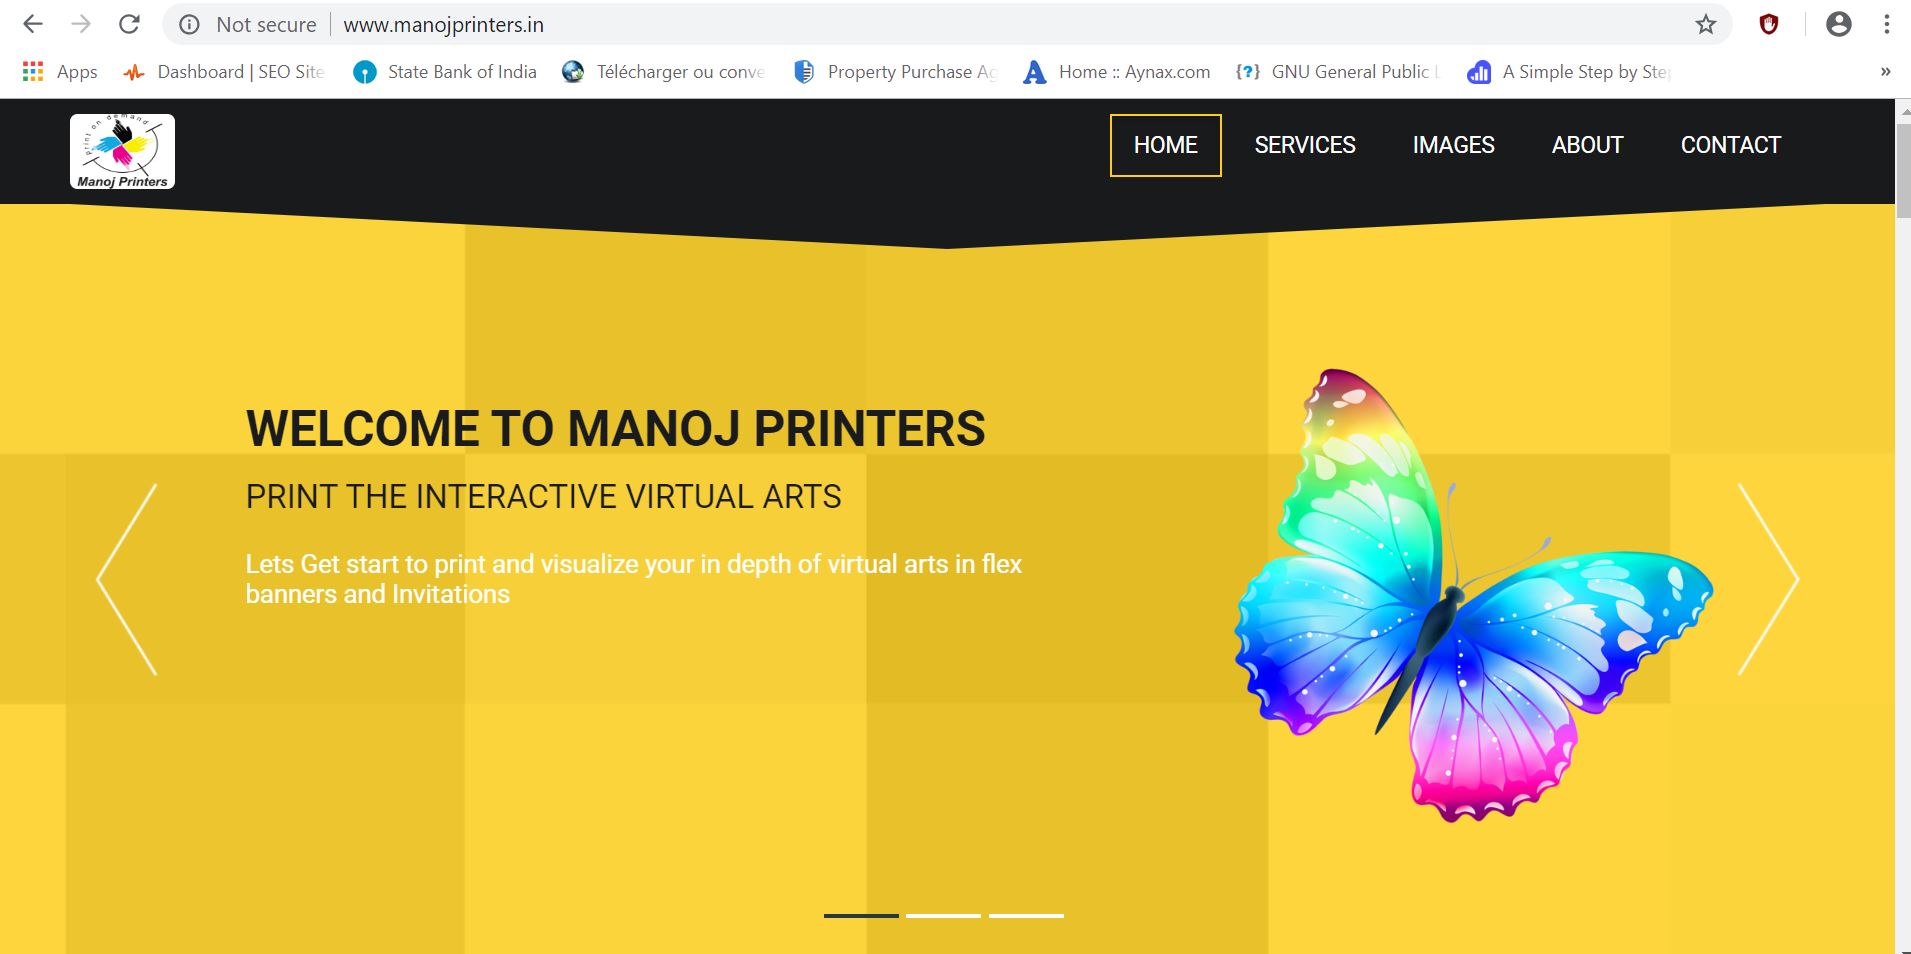 Not secure www.manojprinters.in
Apps Dashboard | SEO Site State Bank of India Télécharger ou conve Property Purchase Ag Home :: Aynax.com GNU General Public A Simple Step by Step
print on demand
Manoj Printers
HOME SERVICES IMAGES ABOUT CONTACT
WELCOME TO MANOJ PRINTERS
PRINT THE INTERACTIVE VIRTUAL ARTS
Lets Get start to print and visualize your in depth of virtual arts in flex
banners and Invitations